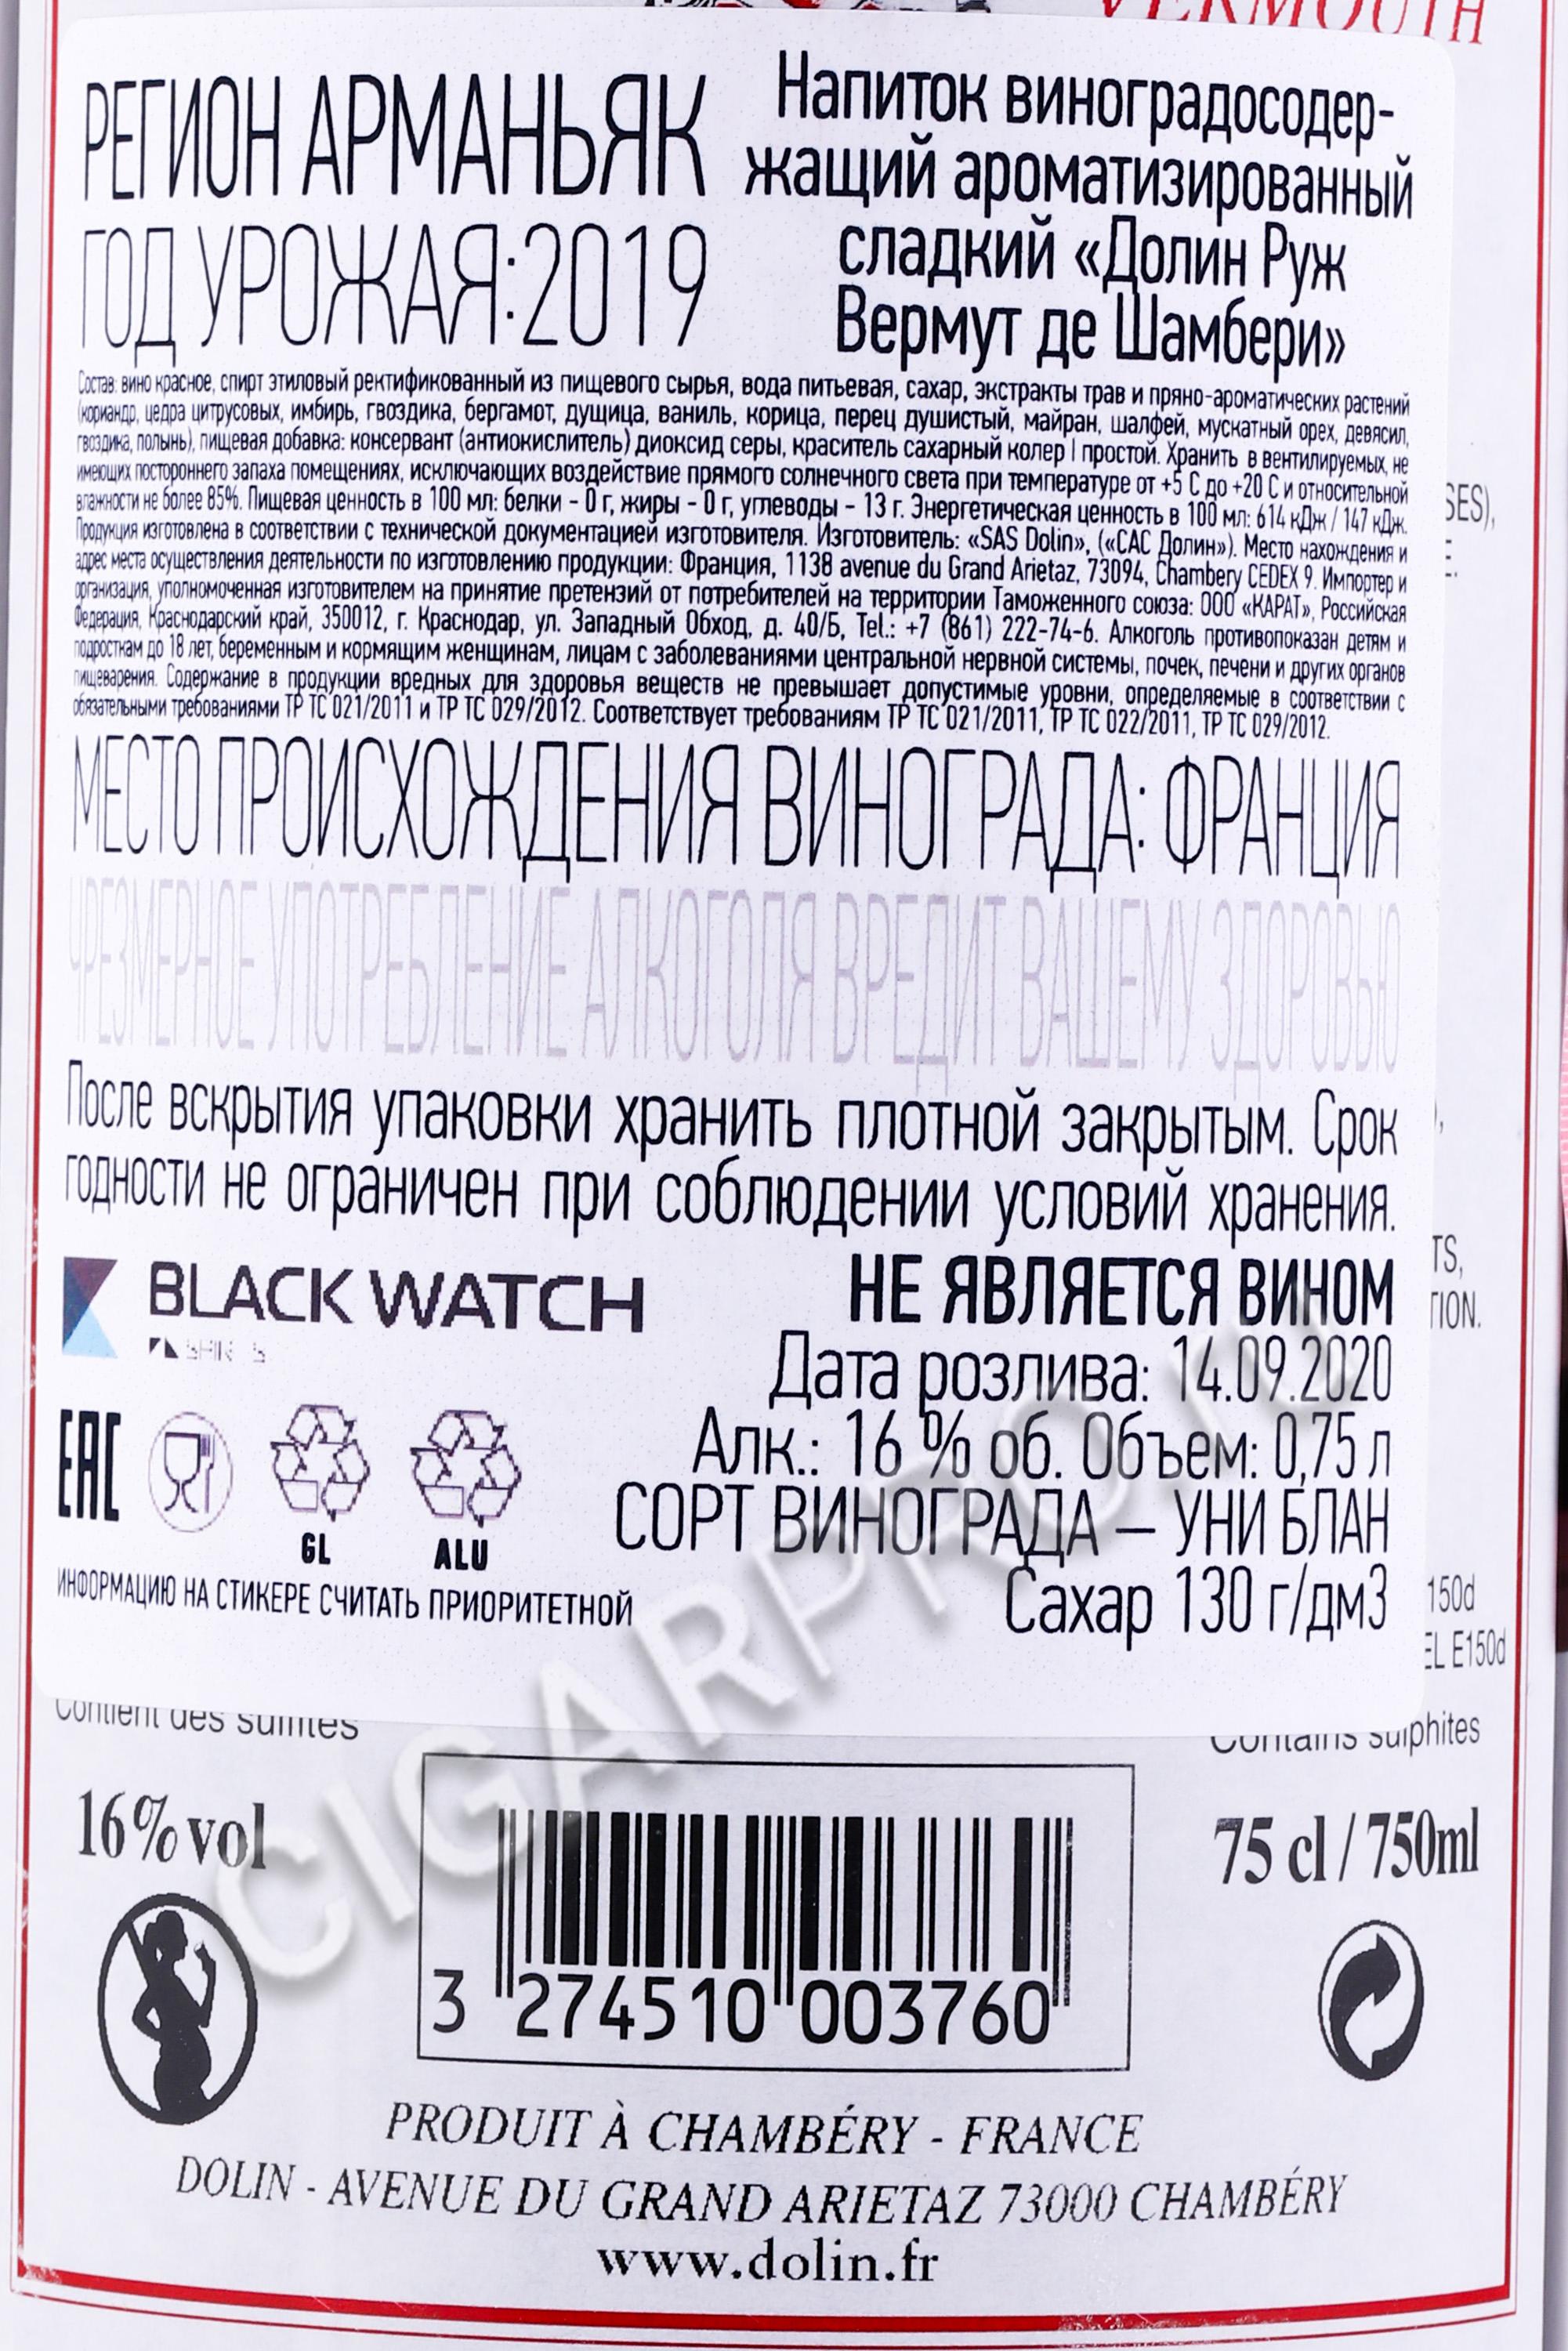 VERMOUTH
РЕГИОН АРМАНЬЯК
ГОД УРОЖАЯ:2019
Напиток виноградосодер-
жащий ароматизированный
сладкий «Долин Руж
Вермут де Шамбери»
Состав: вино красное, спирт этиловый ректификованный из пищевого сырья, вода питьевая, сахар, экстракты трав и пряно-ароматических растений
(кориандр, цедра цитрусовых, имбирь, гвоздика, бергамот, душица, ваниль, корица, перец душистый, майран, шалфей, мускатный орех, девясил,
гвоздика, полынь), пищевая добавка: консервант (антиокислитель) диоксид серы, краситель сахарный колер I простой. Хранить в вентилируемых, не
имеющих постороннего запаха помещениях, исключающих воздействие прямого солнечного света при температуре от +5 С до +20 С и относительной
влажности не более 85%. Пищевая ценность в 100 мл: белки - 0 г, жиры - 0 г, углеводы - 13 г. Энергетическая ценность в 100 мл: 614 кДж / 147 кДж.
Продукция изготовлена в соответствии с технической документацией изготовителя. Изготовитель: «SAS Dolin», («САС Долин»). Место нахождения и
адрес места осуществления деятельности по изготовлению продукции: Франция, 1138 avenue du Grand Arietaz, 73094, Chambery CEDEX 9. Импортер и
организация, уполномоченная изготовителем на принятие претензий от потребителей на территории Таможенного союза: ООО «КАРАТ», Российская
Федерация, Краснодарский край, 350012, г. Краснодар, ул. Западный Обход, д. 40/Б, Tel.: +7 (861) 222-74-6. Алкоголь противопоказан детям и
подросткам до 18 лет, беременным и кормящим женщинам, лицам с заболеваниями центральной нервной системы, почек, печени и других органов
пищеварения. Содержание в продукции вредных для здоровья веществ не превышает допустимые уровни, определяемые в соответствии с
обязательными требованиями ТР ТС 021/2011 и ТР ТС 029/2012. Соответствует требованиям ТР ТС 021/2011, ТР ТС 022/2011, ТР ТС 029/2012.
МЕСТО ПРОИСХОЖДЕНИЯ ВИНОГРАДА: ФРАНЦИЯ
ЧРЕЗМЕРНОЕ УПОТРЕБЛЕНИЕ АЛКОГОЛЯ ВРЕДИТ ВАШЕМУ ЗДОРОВЬЮ
После вскрытия упаковки хранить плотной закрытым. Срок
годности не ограничен при соблюдении условий хранения.
BLACK WATCH
НЕ ЯВЛЯЕТСЯ ВИНОМ
Дата розлива: 14.09.2020
Алк.: 16 % об. Объем: 0,75 л
СОРТ ВИНОГРАДА – УНИ БЛАН
Сахар 130 г/дм3
EAC
GL
ALU
ИНФОРМАЦИЮ НА СТИКЕРЕ СЧИТАТЬ ПРИОРИТЕТНОЙ
SES),
E.
TS,
TION.
150d
EL E150d
Contient des sulfites
Contains sulphites
16% vol
75 cl / 750ml
3 274510 003760
PRODUIT À CHAMBÉRY - FRANCE
DOLIN - AVENUE DU GRAND ARIETAZ 73000 CHAMBÉRY
www.dolin.fr
CIGARPRO.ru